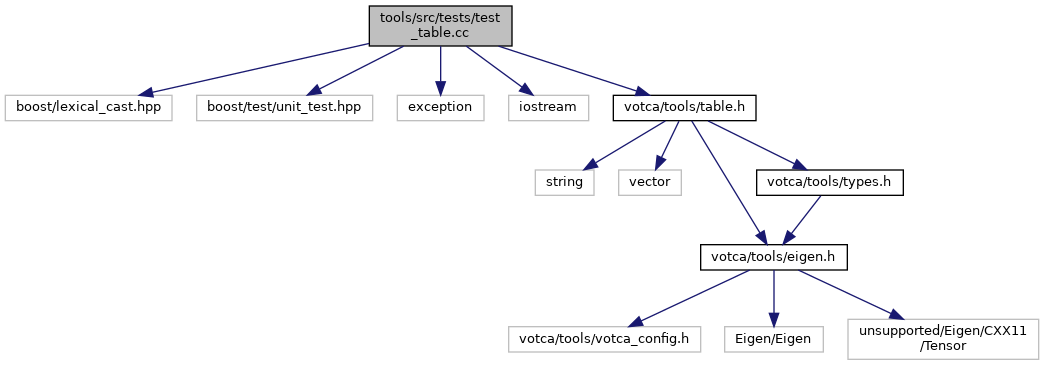 tools/src/tests/test
_table.cc
boost/lexical_cast.hpp
boost/test/unit_test.hpp
exception
iostream
votca/tools/table.h
string
vector
votca/tools/types.h
votca/tools/eigen.h
votca/tools/votca_config.h
Eigen/Eigen
unsupported/Eigen/CXX11
/Tensor